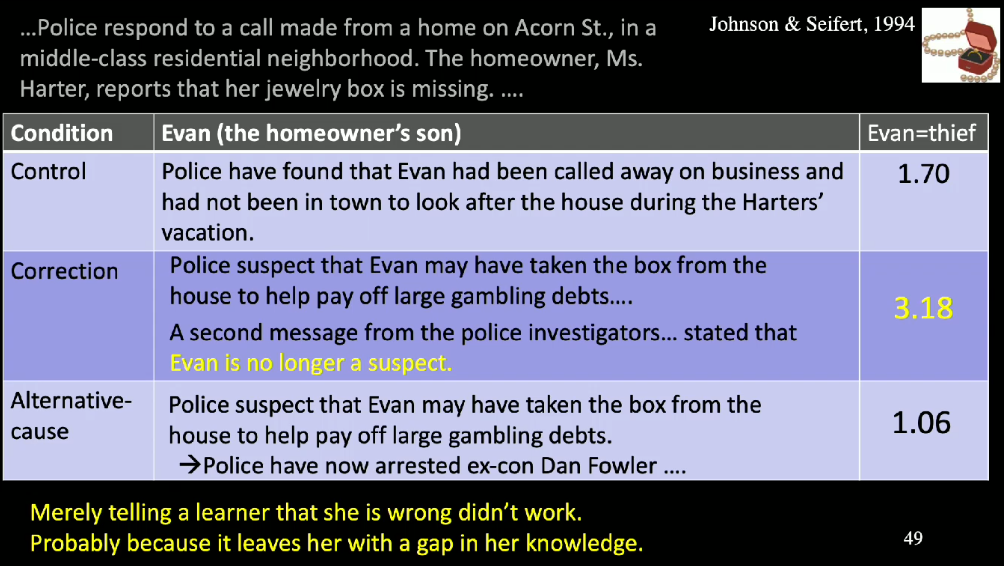 …Police respond to a call made from a home on Acorn St., in a
middle-class residential neighborhood. The homeowner, Ms.
Harter, reports that her jewelry box is missing. ….
Johnson & Seifert, 1994
Condition
Evan (the homeowner’s son)
Evan=thief
Control
Police have found that Evan had been called away on business and
had not been in town to look after the house during the Harters’
vacation.
1.70
Correction
Police suspect that Evan may have taken the box from the
house to help pay off large gambling debts….
A second message from the police investigators… stated that
Evan is no longer a suspect.
3.18
Alternative-
cause
Police suspect that Evan may have taken the box from the
house to help pay off large gambling debts.
→Police have now arrested ex-con Dan Fowler ….
1.06
Merely telling a learner that she is wrong didn’t work.
Probably because it leaves her with a gap in her knowledge.
49